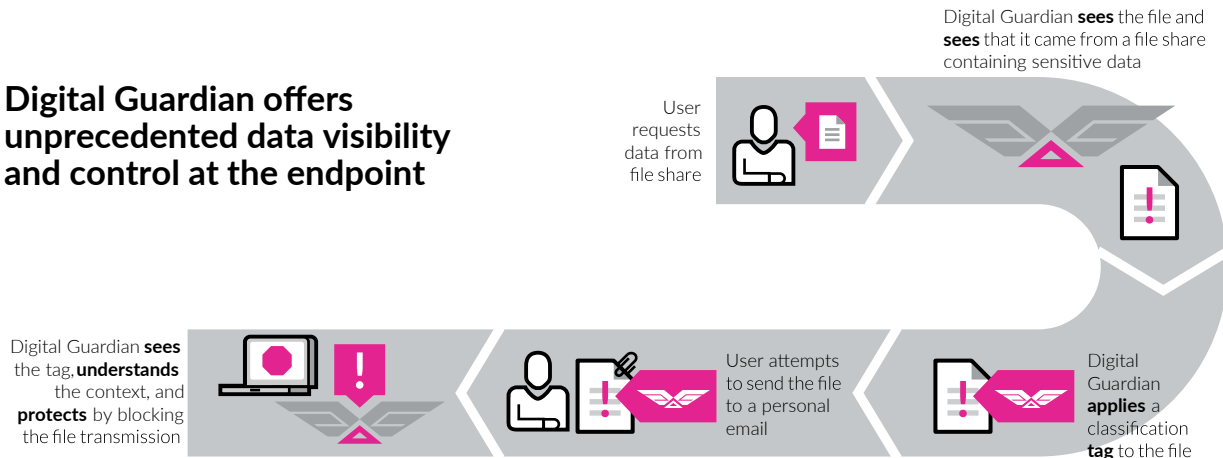 Digital Guardian offers
unprecedented data visibility
and control at the endpoint
User
requests
data from
file share
Digital Guardian sees the file and
sees that it came from a file share
containing sensitive data
Digital
Guardian
applies a
classification
tag to the file
User attempts
to send the file
to a personal
email
Digital Guardian sees
the tag, understands
the context, and
protects by blocking
the file transmission